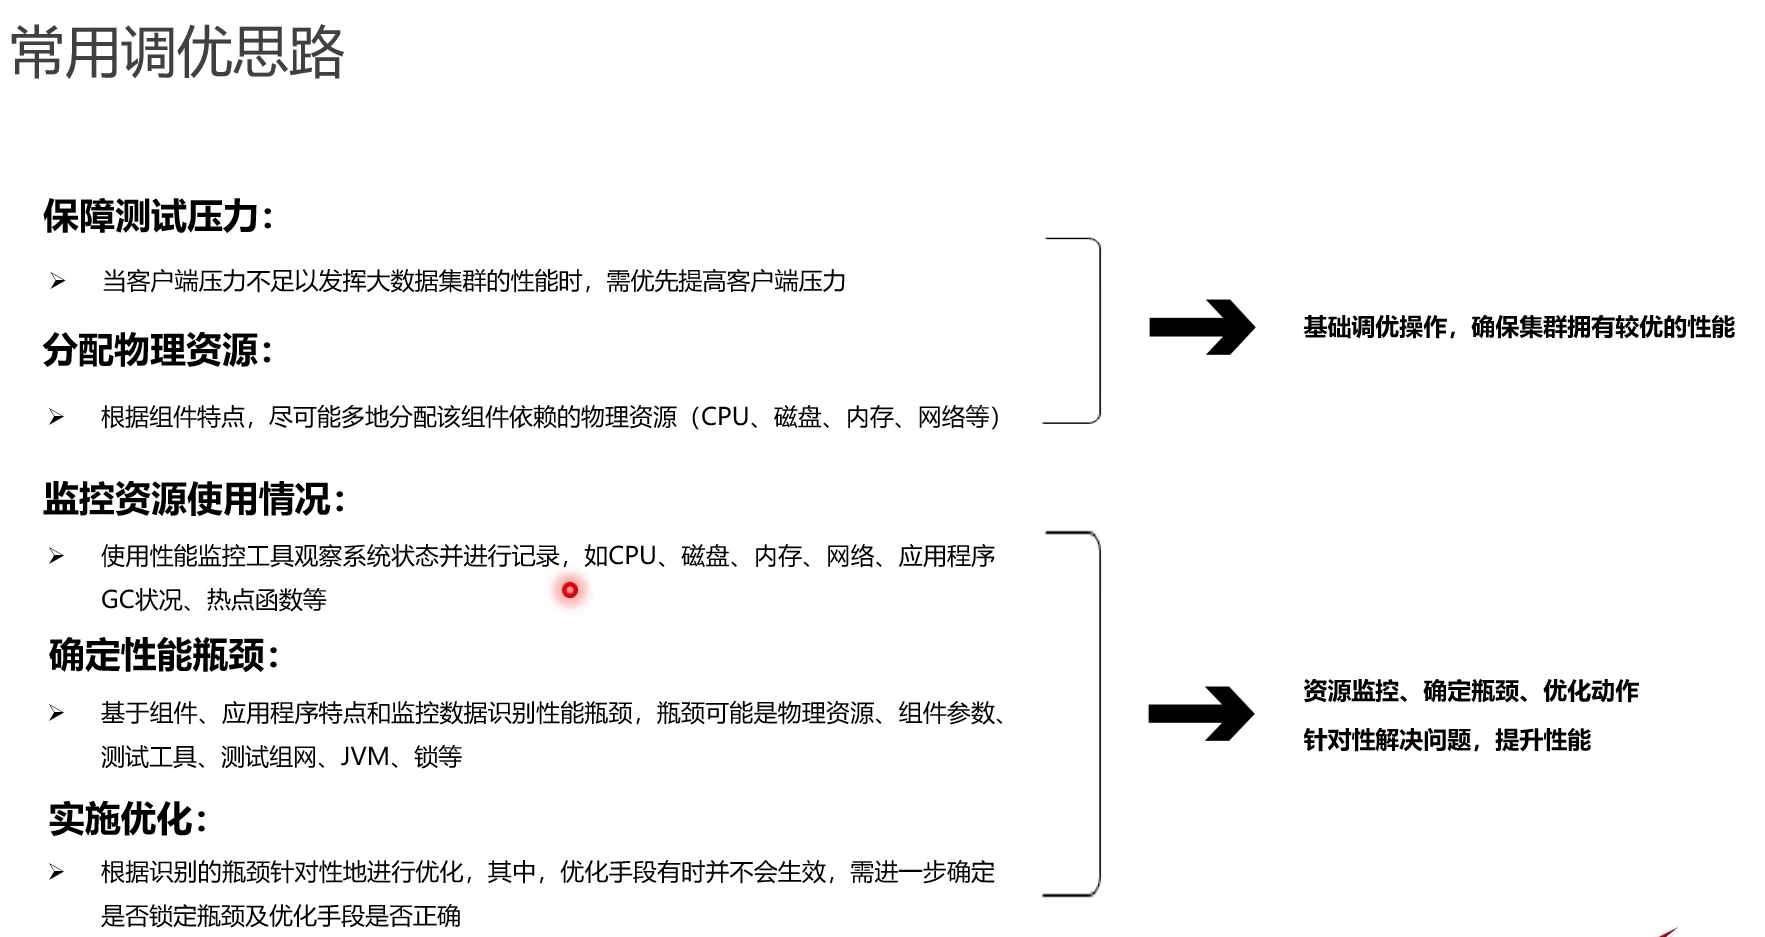 常用调优思路
保障测试压力：
当客户端压力不足以发挥大数据集群的性能时，需优先提高客户端压力
分配物理资源：
根据组件特点，尽可能多地分配该组件依赖的物理资源（CPU、磁盘、内存、网络等）
基础调优操作，确保集群拥有较优的性能
监控资源使用情况：
使用性能监控工具观察系统状态并进行记录，如CPU、磁盘、内存、网络、应用程序
GC状况、热点函数等
确定性能瓶颈：
基于组件、应用程序特点和监控数据识别性能瓶颈，瓶颈可能是物理资源、组件参数、
测试工具、测试组网、JVM、锁等
实施优化：
根据识别的瓶颈针对性地进行优化，其中，优化手段有时并不会生效，需进一步确定
是否锁定瓶颈及优化手段是否正确
资源监控、确定瓶颈、优化动作
针对性解决问题，提升性能